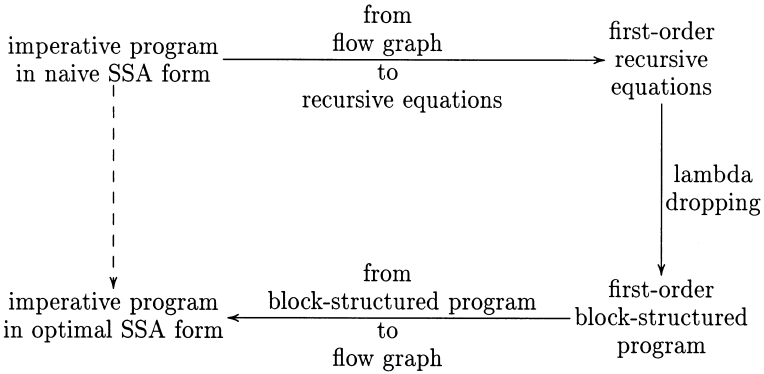 imperative program
in naive SSA form
from
flow graph
to
recursive equations
first-order
recursive
equations
lambda
dropping
imperative program
in optimal SSA form
from
block-structured program
to
flow graph
first-order
block-structured
program